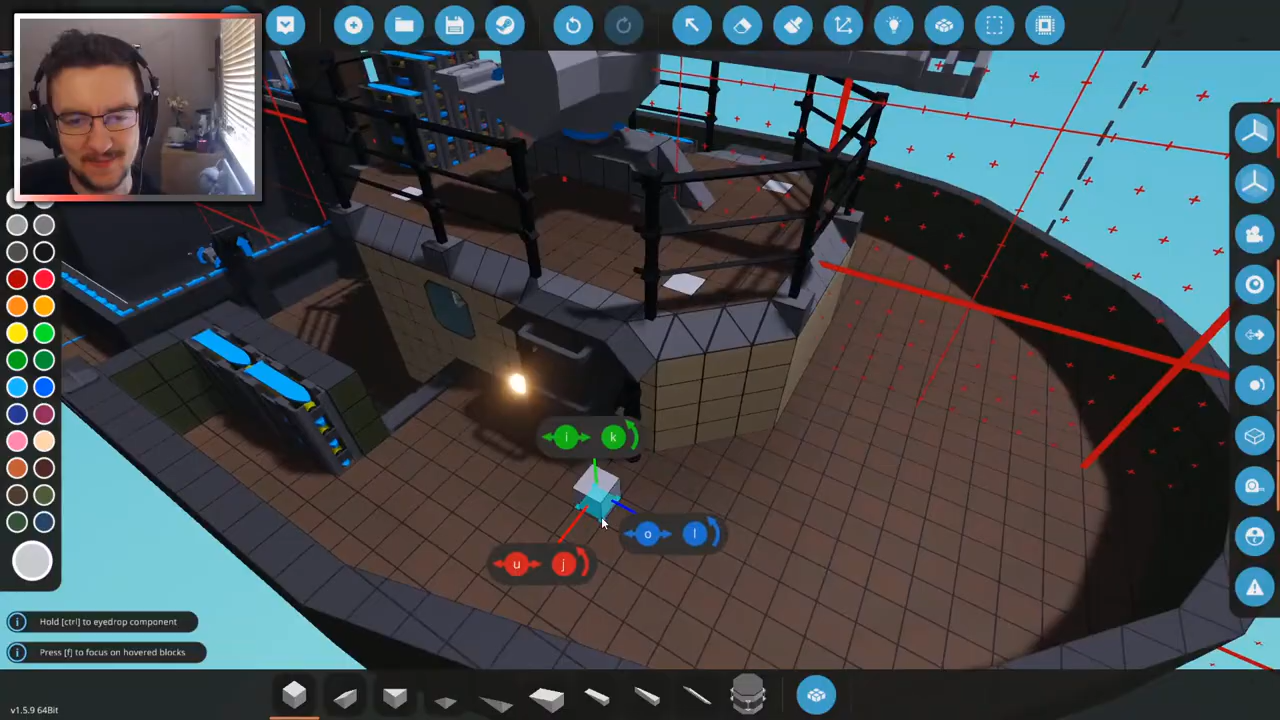 i k
o l
u j
Hold [ctrl] to eyedrop component
Press [f] to focus on hovered blocks
v1.5.9 64Bit